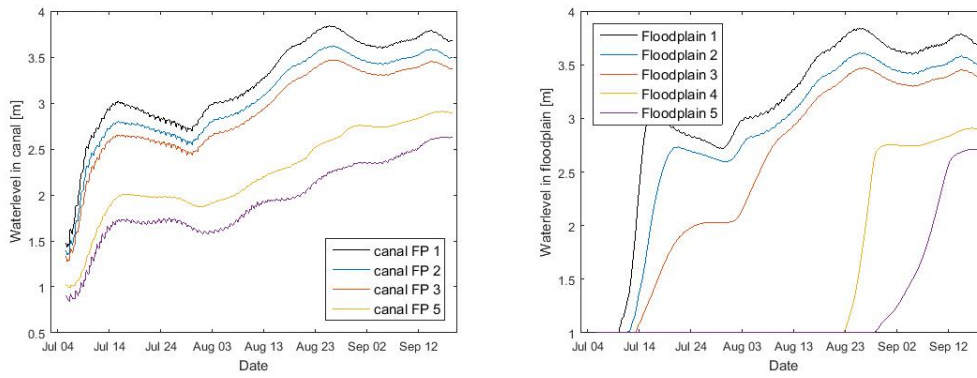 4
3.5
3
2.5
2
1.5
1
0.5
Waterlevel in canal [m]
canal FP 1
canal FP 2
canal FP 3
canal FP 5
canal FP 4
Jul 04 Jul 14 Jul 24 Aug 03 Aug 13 Aug 23 Sep 02 Sep 12
Date
4
3.5
3
2.5
2
1.5
1
Waterlevel in floodplain [m]
Floodplain 1
Floodplain 2
Floodplain 3
Floodplain 4
Floodplain 5
Jul 04 Jul 14 Jul 24 Aug 03 Aug 13 Aug 23 Sep 02 Sep 12
Date